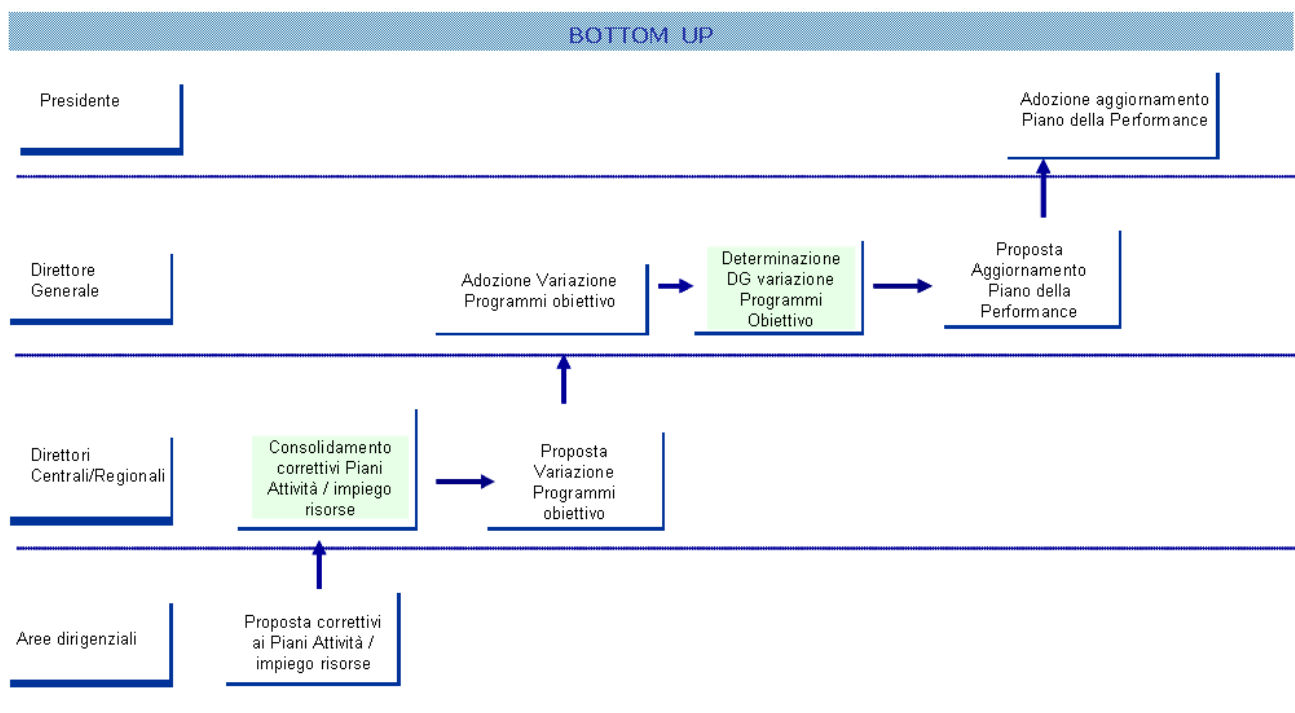 BOTTOM UP
Presidente
Adozione aggiornamento
Piano della Performance
Direttore
Generale
Adozione Variazione
Programmi obiettivo
Determinazione
DG variazione
Programmi
Obiettivo
Proposta
Aggiornamento
Piano della
Performance
Direttori
Centrali/Regionali
Consolidamento
correttivi Piani
Attività / impiego
risorse
Proposta
Variazione
Programmi
obiettivo
Aree dirigenziali
Proposta correttivi
ai Piani Attività /
impiego risorse